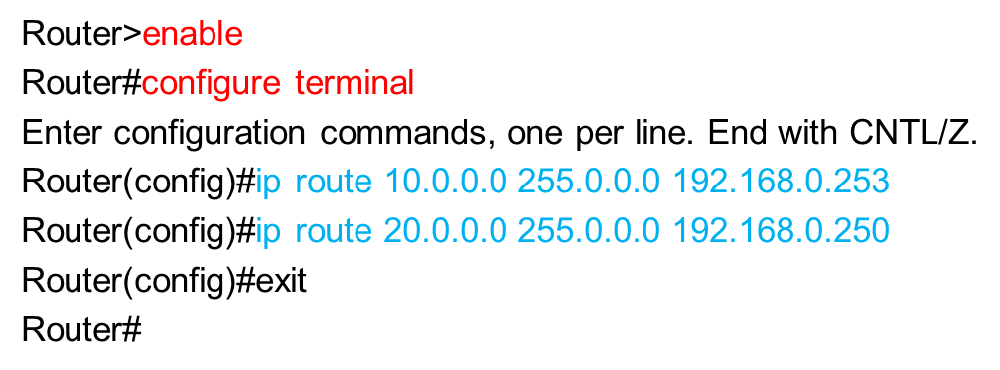 Router>enable
Router#configure terminal
Enter configuration commands, one per line. End with CNTL/Z.
Router(config)#ip route 10.0.0.0 255.0.0.0 192.168.0.253
Router(config)#ip route 20.0.0.0 255.0.0.0 192.168.0.250
Router(config)#exit
Router#